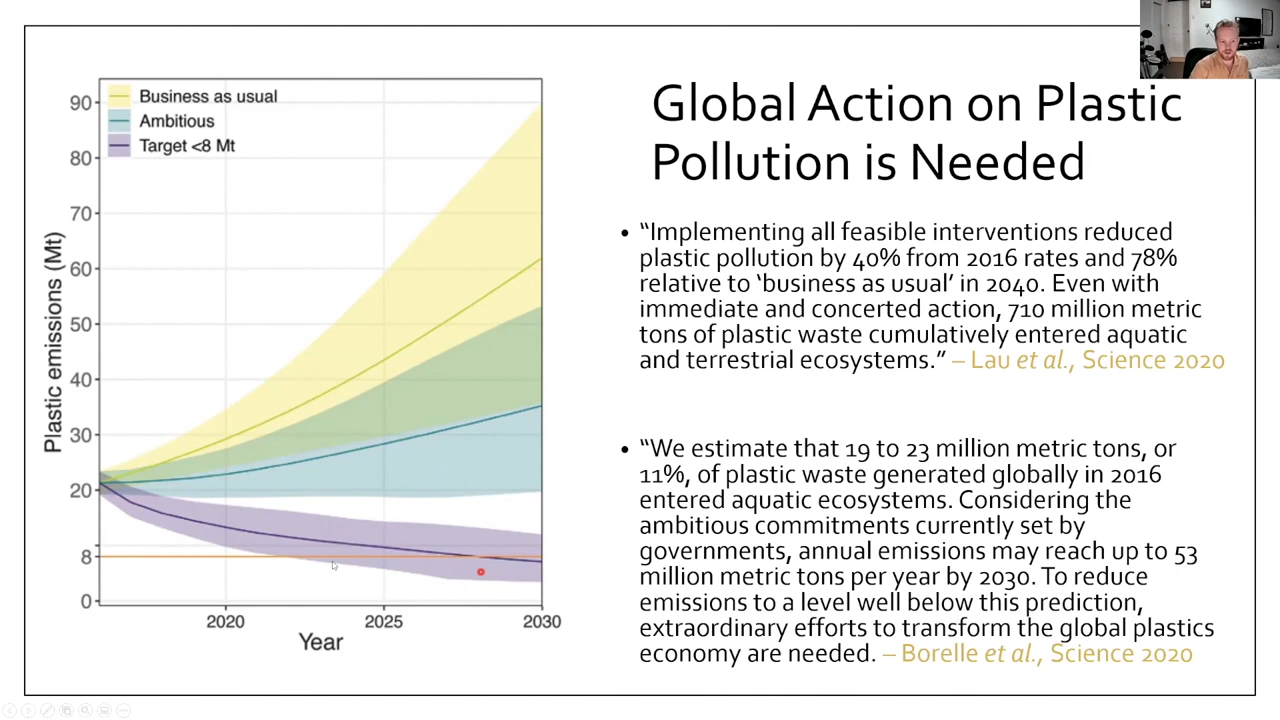 Global Action on Plastic
Pollution is Needed
90
80
70
60
50
40
30
20
8
0
Plastic emissions (Mt)
Business as usual
Ambitious
Target <8 Mt
2020
2025
2030
Year
• “Implementing all feasible interventions reduced
plastic pollution by 40% from 2016 rates and 78%
relative to ‘business as usual’ in 2040. Even with
immediate and concerted action, 710 million metric
tons of plastic waste cumulatively entered aquatic
and terrestrial ecosystems.” – Lau et al., Science 2020
• “We estimate that 19 to 23 million metric tons, or
11%, of plastic waste generated globally in 2016
entered aquatic ecosystems. Considering the
ambitious commitments currently set by
governments, annual emissions may reach up to 53
million metric tons per year by 2030. To reduce
emissions to a level well below this prediction,
extraordinary efforts to transform the global plastics
economy are needed. – Borelle et al., Science 2020